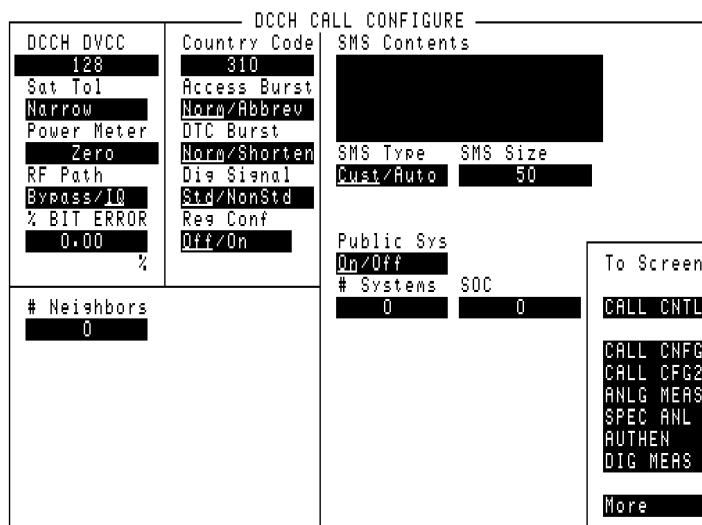 DCCH CALL CONFIGURE
DCCH DVCC
128
Sat Tol
Narrow
Power Meter
Zero
RF Path
Bypass/IQ
% BIT ERROR
0.00
%
# Neighbors
0
Country Code
310
Access Burst
Norm/Abbrev
DTC Burst
Norm/Shorten
Dig Signal
Std/NonStd
Reg Conf
Off/On
SMS Contents
SMS Type SMS Size
Cust/Auto 50
Public Sys
On/Off
# Systems SOC
0 0
To Screen
CALL CNTL
CALL CNFG
CALL CFG2
ANLG MEAS
SPEC ANL
AUTHEN
DIG MEAS
More